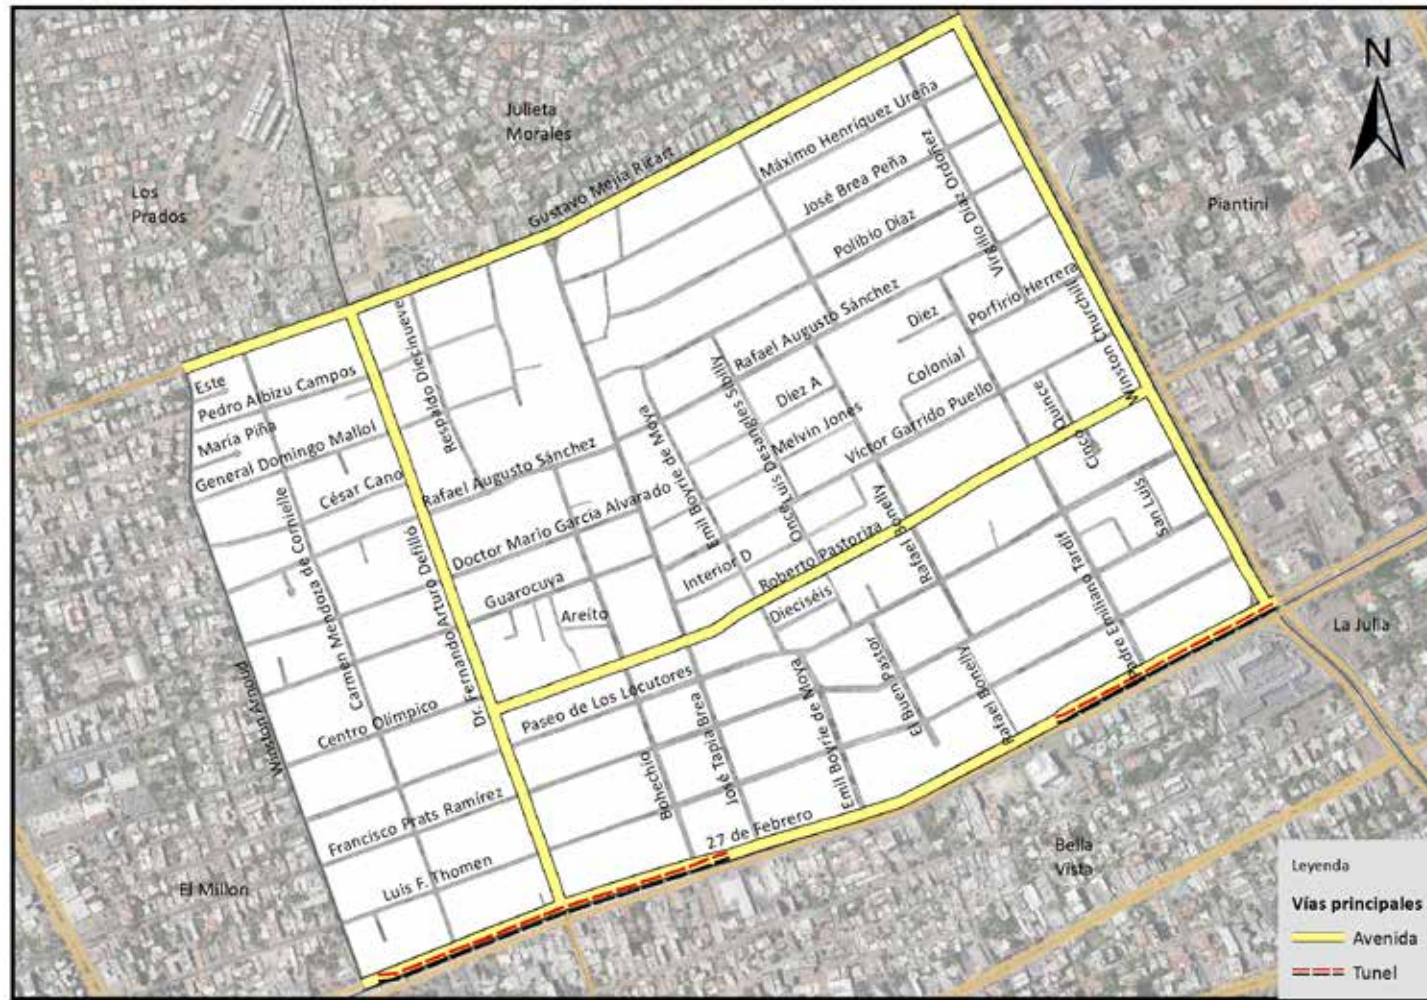 N
Julieta
Morales
Los
Prados
Piantini
Gustavo Mejía Ricart
Máximo Henríquez Ureña
José Brea Peña
Polibio Díaz
Virgilio Díaz Ordóñez
Rafael Augusto Sánchez
Diez
Porfirio Herrera
Winston Churchill
Este
Pedro Albizu Campos
Respaldo Diecinueve
María Piña
General Domingo Mallol
César Cano
Rafael Augusto Sánchez
Emil Boyrie de Moya
Once Luis Desangles Sibilly
Diez A
Colonial
Melvin Jones
Victor Garrido Puello
Cinco Quince
Carmen Mendoza de Cornielle
Dr. Fernando Arturo Defilló
Doctor Mario García Alvarado
Guarocuya
Areito
Interior D
Roberto Pastoriza
Rafael Bonelly
San Luis
Dieciséis
Padre Emiliano Tardif
La Julia
Winston Arnoud
Centro Olímpico
Paseo de Los Locutores
Bohechio
José Tapia Brea
Emil Boyrie de Moya
El Buen Pastor
Rafael Bonelly
Francisco Prats Ramírez
Luis F. Thomen
27 de Febrero
El Millon
Bella
Vista
Leyenda
Vías principales
Avenida
Tunel